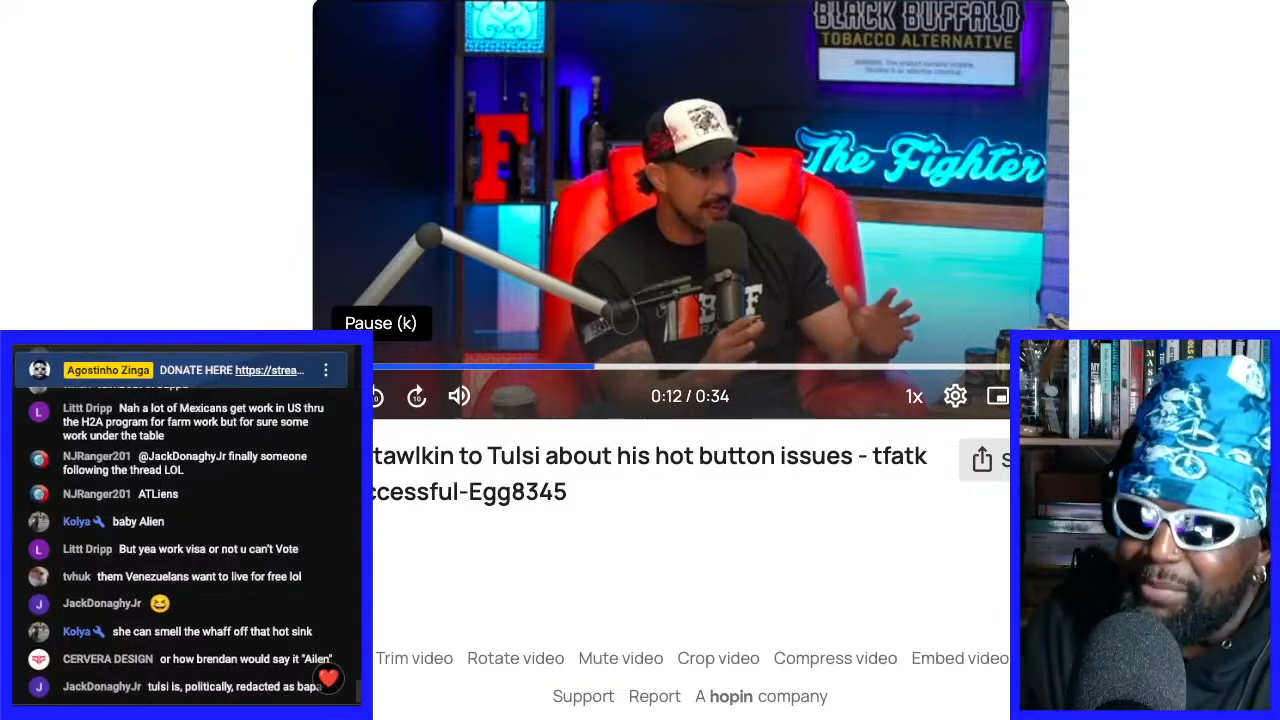 BLACK BUFFALO
TOBACCO ALTERNATIVE
F
The Fighter
Pause (k)
10
0:12 / 0:34
1x
tawlkin to Tulsi about his hot button issues - tfatk
ccessful-Egg8345
S
Agostinho Zinga DONATE HERE https://strea...
Littt Dripp Nah a lot of Mexicans get work in US thru
the H2A program for farm work but for sure some
work under the table
NJRanger201 @JackDonaghyJr finally someone
following the thread LOL
NJRanger201 ATLiens
Kolya baby Alien
Littt Dripp But yea work visa or not u can't Vote
tvhuk them Venezuelans want to live for free lol
JackDonaghyJr 😆
Kolya she can smell the whaff off that hot sink
CERVERA DESIGN or how brendan would say it "Ailen"
JackDonaghyJr tulsi is, politically, redacted as bapa
Trim video Rotate video Mute video Crop video Compress video Embed video
Support Report A hopin company